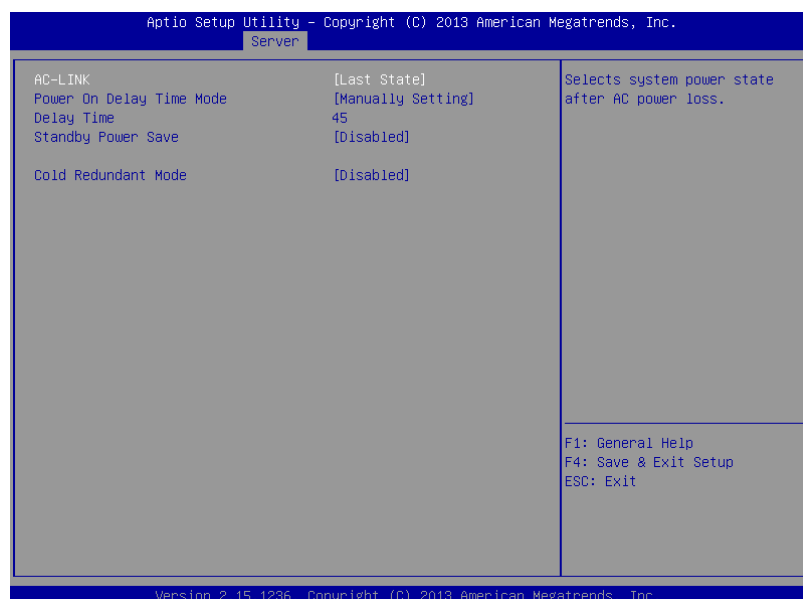 Aptio Setup Utility – Copyright (C) 2013 American Megatrends, Inc.
Server
AC-LINK [Last State]
Power On Delay Time Mode [Manually Setting]
Delay Time 45
Standby Power Save [Disabled]
Cold Redundant Mode [Disabled]
Selects system power state
after AC power loss.
F1: General Help
F4: Save & Exit Setup
ESC: Exit
Version 2.15.1236. Copyright (C) 2013 American Megatrends, Inc.